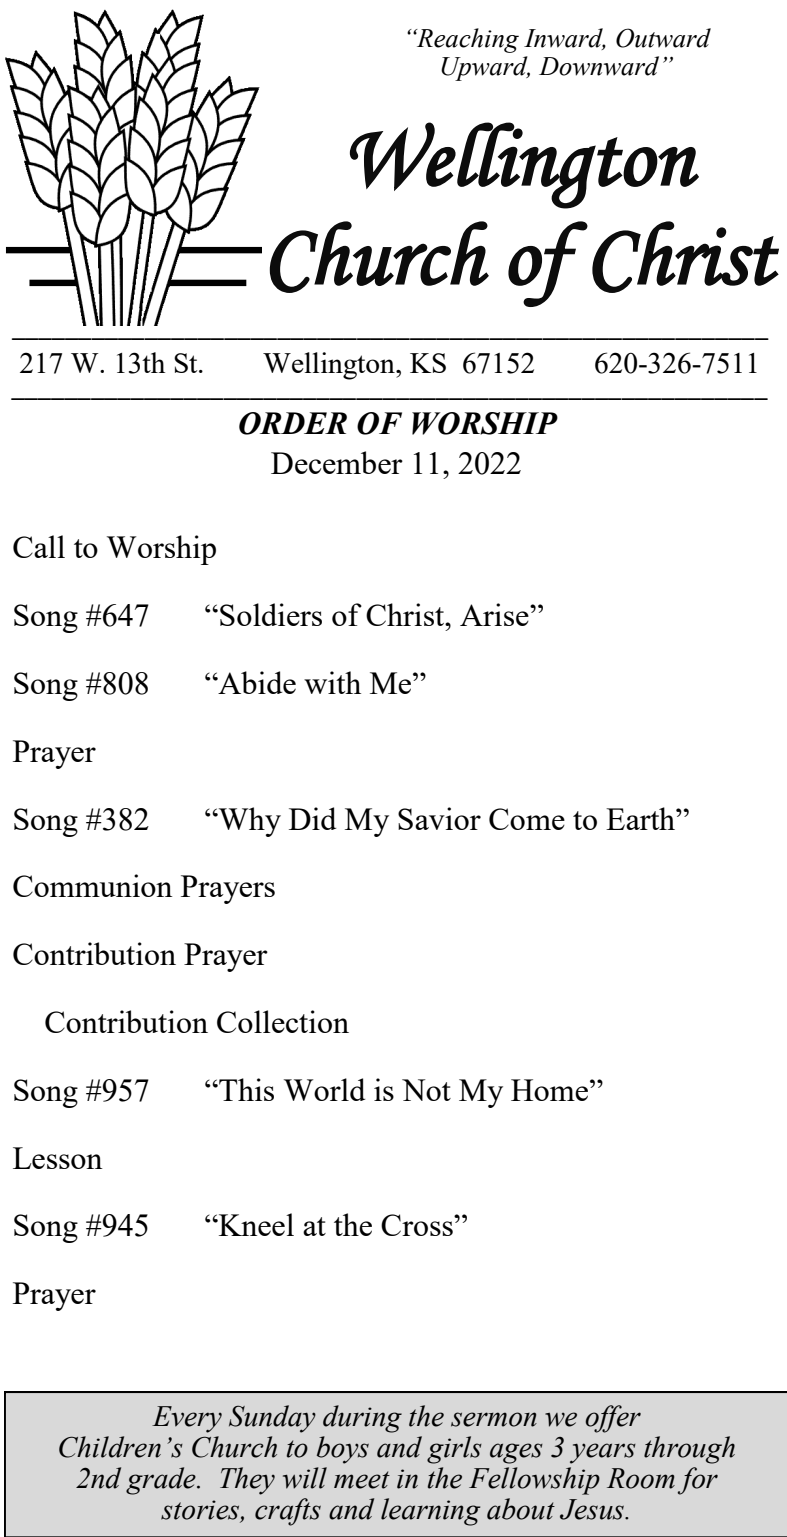 “Reaching Inward, Outward
Upward, Downward”
Wellington
Church of Christ
217 W. 13th St. Wellington, KS 67152 620-326-7511
ORDER OF WORSHIP
December 11, 2022
Call to Worship
Song #647 “Soldiers of Christ, Arise”
Song #808 “Abide with Me”
Prayer
Song #382 “Why Did My Savior Come to Earth”
Communion Prayers
Contribution Prayer
Contribution Collection
Song #957 “This World is Not My Home”
Lesson
Song #945 “Kneel at the Cross”
Prayer
Every Sunday during the sermon we offer
Children’s Church to boys and girls ages 3 years through
2nd grade. They will meet in the Fellowship Room for
stories, crafts and learning about Jesus.